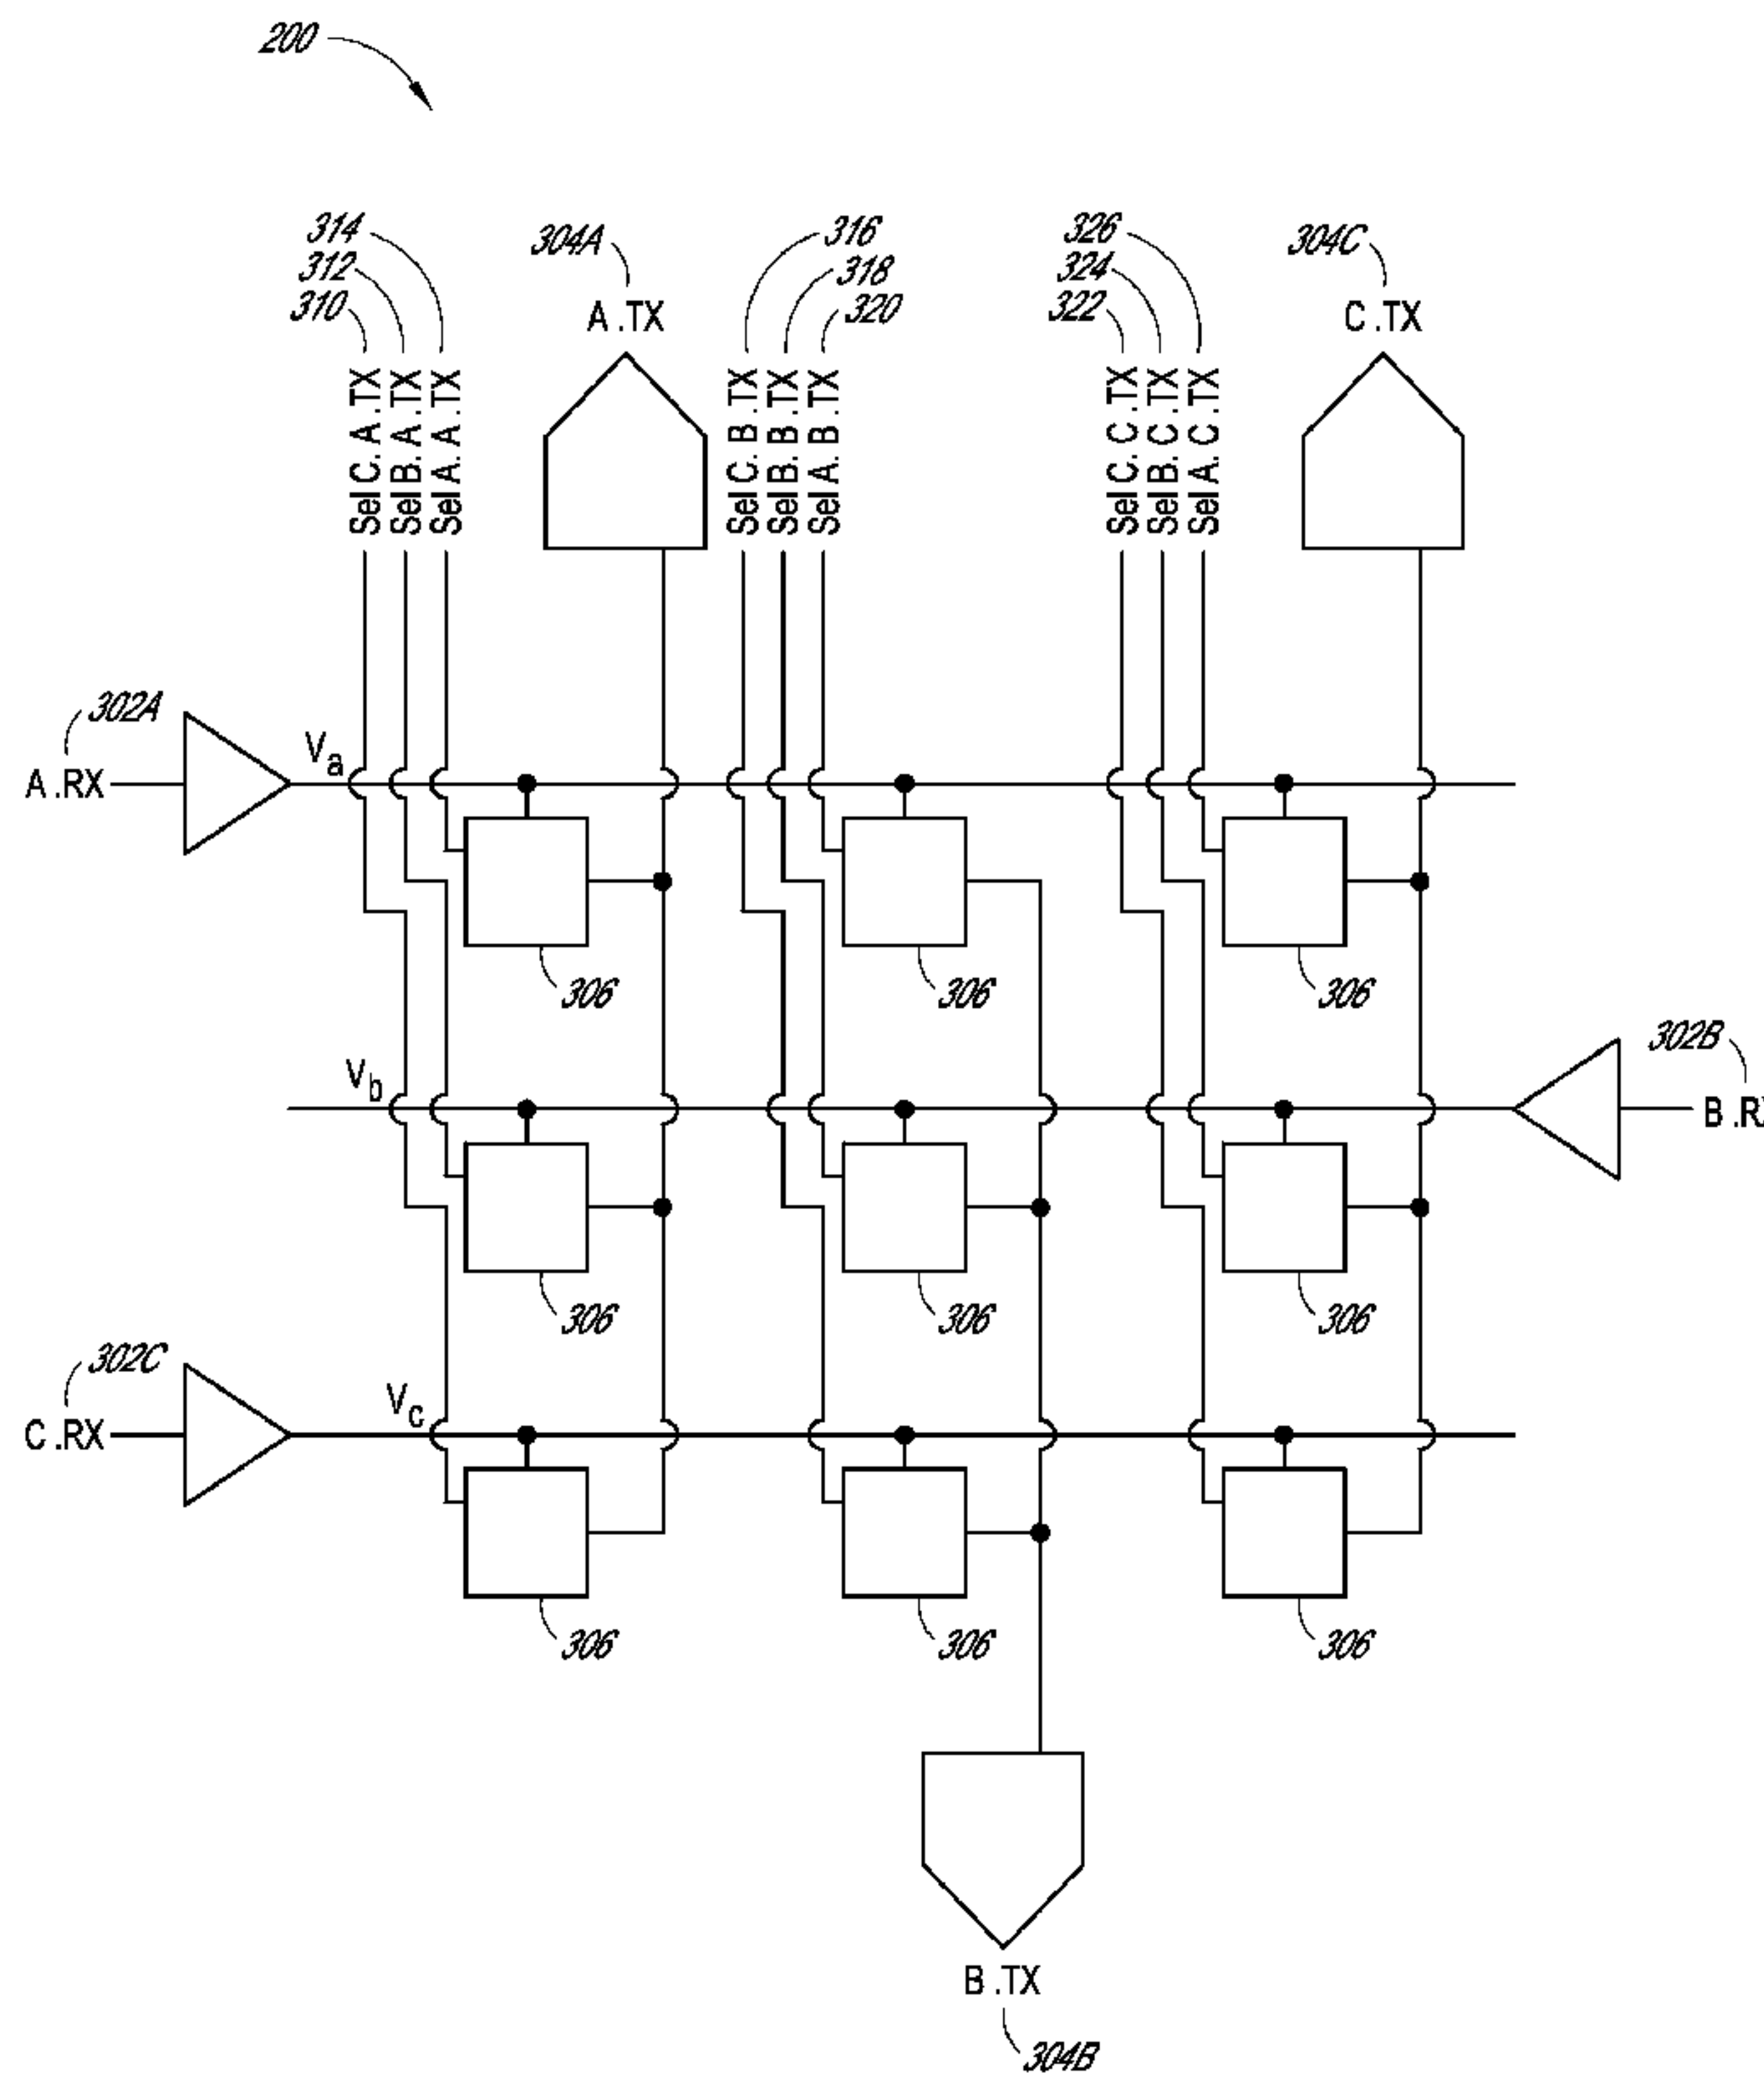 200
314
304A
316
326
304C
312
318
324
310
A .TX
320
322
C .TX
Sel C. A .TX
Sel B. A .TX
Sel A. A .TX
Sel C. B .TX
Sel B. B .TX
Sel A. B .TX
Sel C. C .TX
Sel B. C .TX
Sel A. C .TX
302A
Va
A .RX
306
306
306
302B
Vb
B .R
306
306
306
302C
Vc
C .RX
306
306
306
B .TX
304B